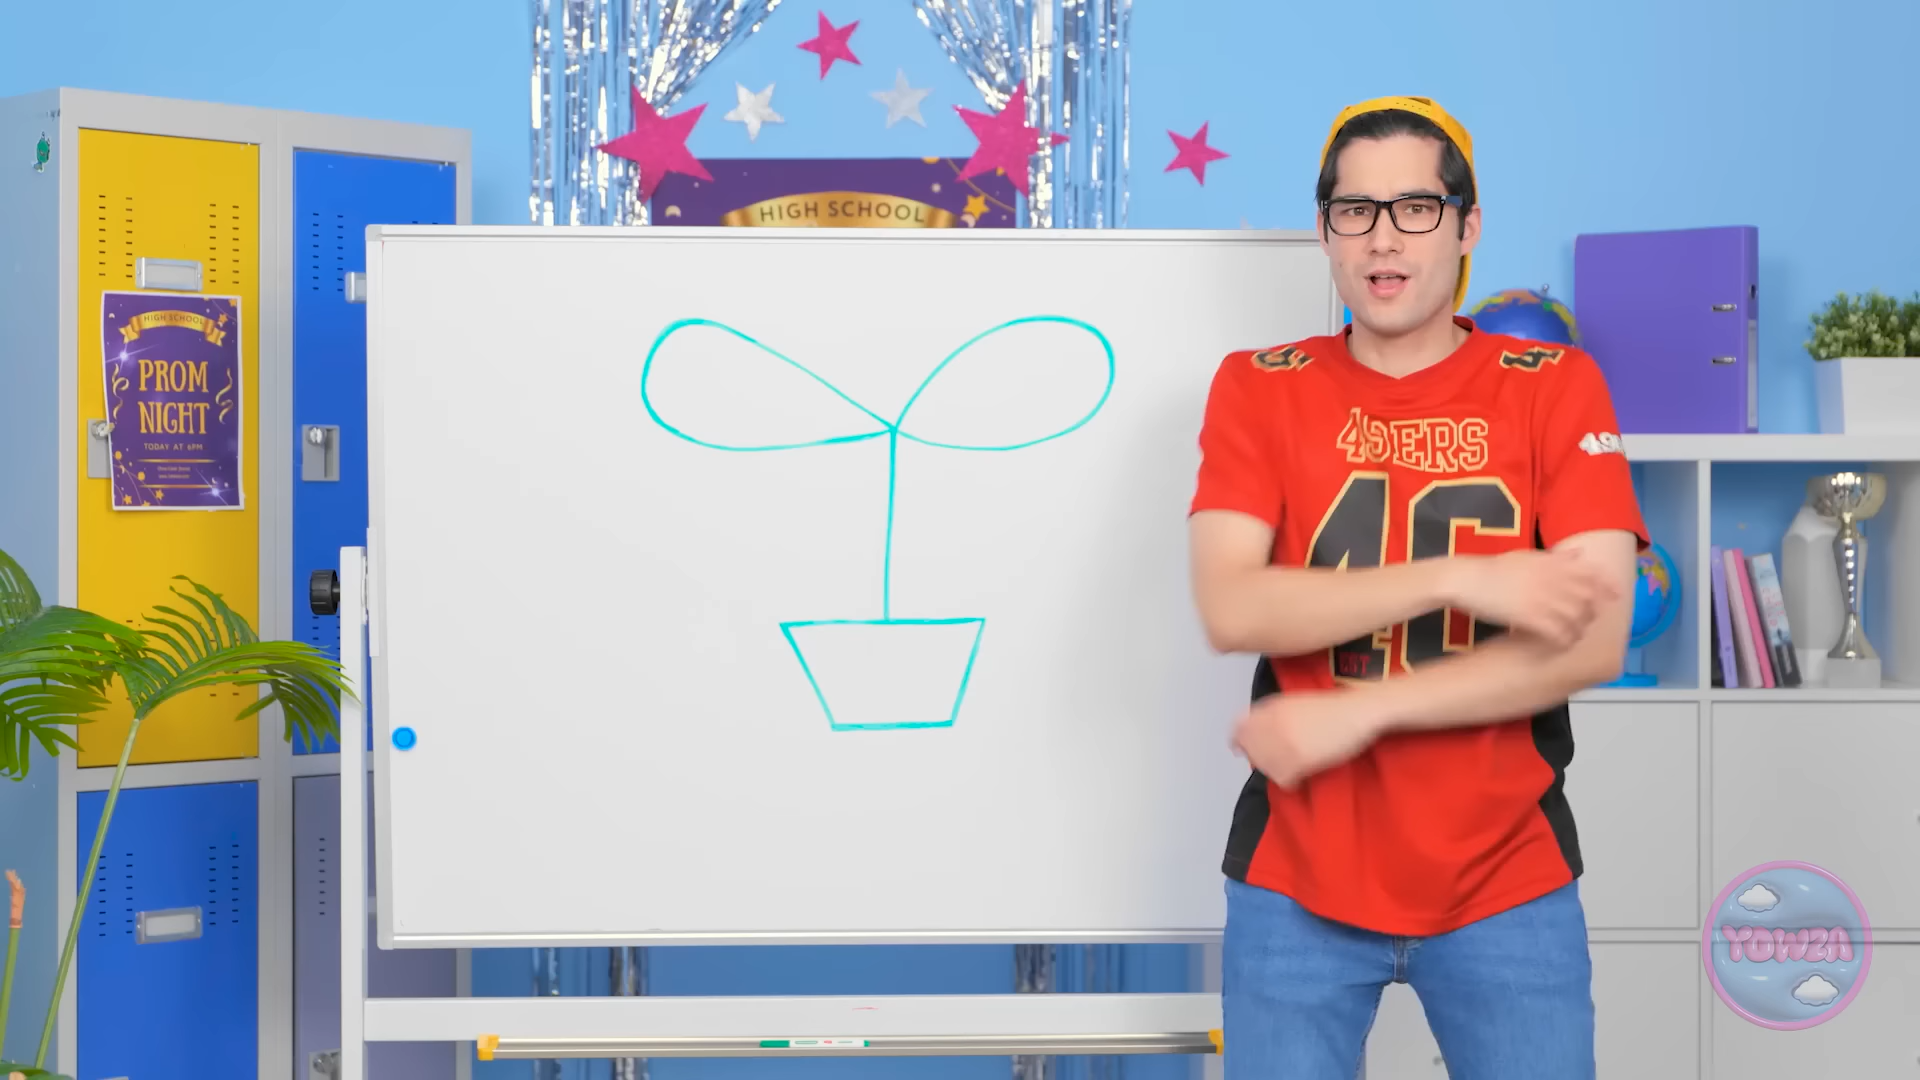 HIGH SCHOOL
HIGH SCHOOL
PROM
NIGHT
TODAY AT 6PM
49ERS
46
YOWZA